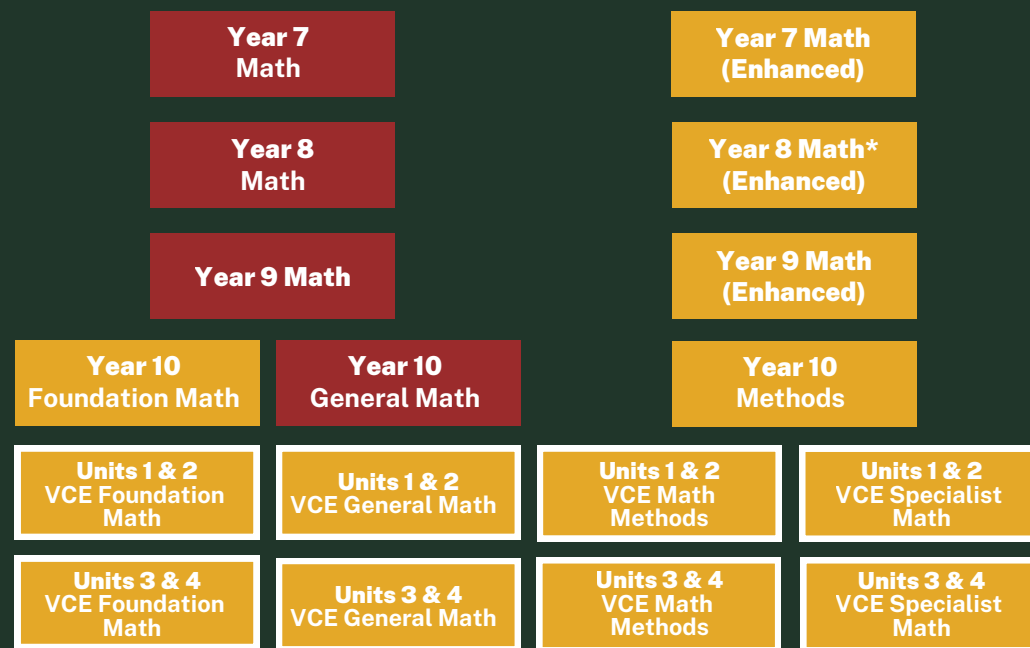 Year 7
Math
Year 7 Math
(Enhanced)
Year 8
Math
Year 8 Math*
(Enhanced)
Year 9 Math
Year 9 Math
(Enhanced)
Year 10
Foundation Math
Year 10
General Math
Year 10
Methods
Units 1 & 2
VCE Foundation
Math
Units 1 & 2
VCE General Math
Units 1 & 2
VCE Math
Methods
Units 1 & 2
VCE Specialist
Math
Units 3 & 4
VCE Foundation
Math
Units 3 & 4
VCE General Math
Units 3 & 4
VCE Math
Methods
Units 3 & 4
VCE Specialist
Math